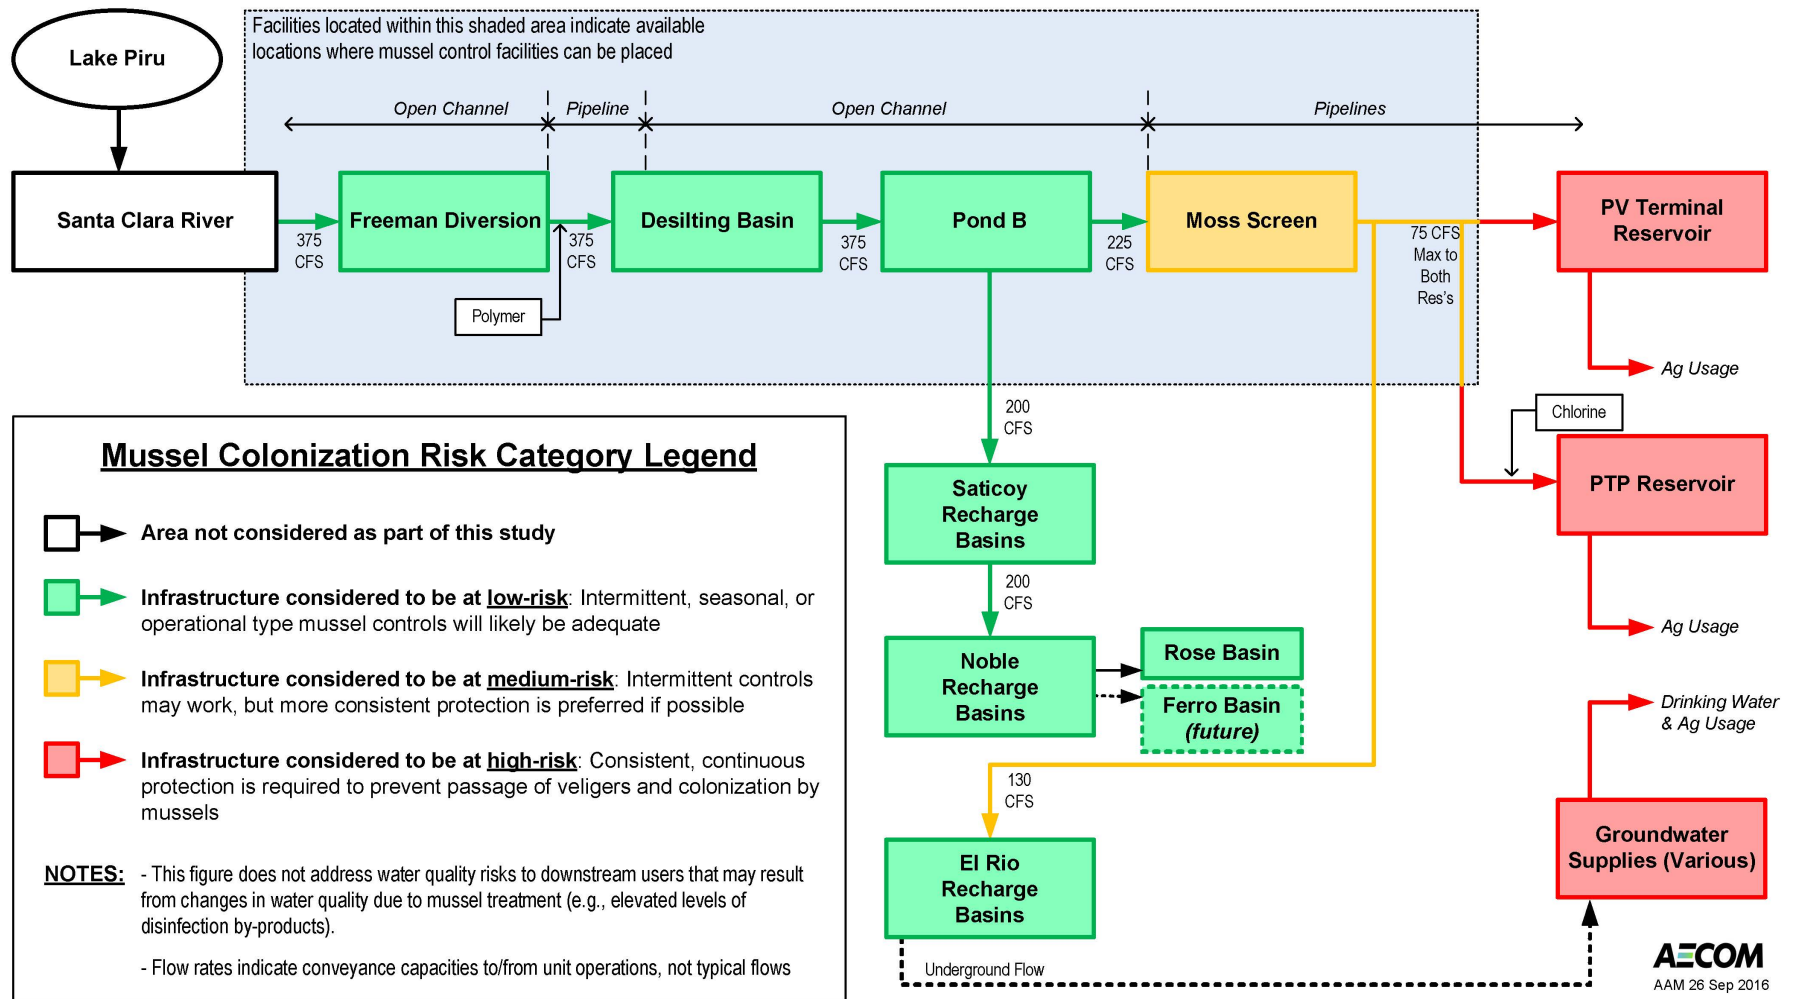 Facilities located within this shaded area indicate available
locations where mussel control facilities can be placed
Lake Piru
Open Channel
Pipeline
Open Channel
Pipelines
Santa Clara River
375
CFS
Freeman Diversion
375
CFS
Desilting Basin
375
CFS
Pond B
225
CFS
Moss Screen
75 CFS
Max to
Both
Res's
PV Terminal
Reservoir
Polymer
Ag Usage
200
CFS
Chlorine
Saticoy
Recharge
Basins
PTP Reservoir
200
CFS
Ag Usage
Noble
Recharge
Basins
Rose Basin
Ferro Basin
(future)
Drinking Water
& Ag Usage
130
CFS
El Rio
Recharge
Basins
Groundwater
Supplies (Various)
Underground Flow
Mussel Colonization Risk Category Legend
Area not considered as part of this study
Infrastructure considered to be at low-risk: Intermittent, seasonal, or
operational type mussel controls will likely be adequate
Infrastructure considered to be at medium-risk: Intermittent controls
may work, but more consistent protection is preferred if possible
Infrastructure considered to be at high-risk: Consistent, continuous
protection is required to prevent passage of veligers and colonization by
mussels
NOTES: - This figure does not address water quality risks to downstream users that may result
from changes in water quality due to mussel treatment (e.g., elevated levels of
disinfection by-products).
- Flow rates indicate conveyance capacities to/from unit operations, not typical flows
AECOM
AAM 26 Sep 2016